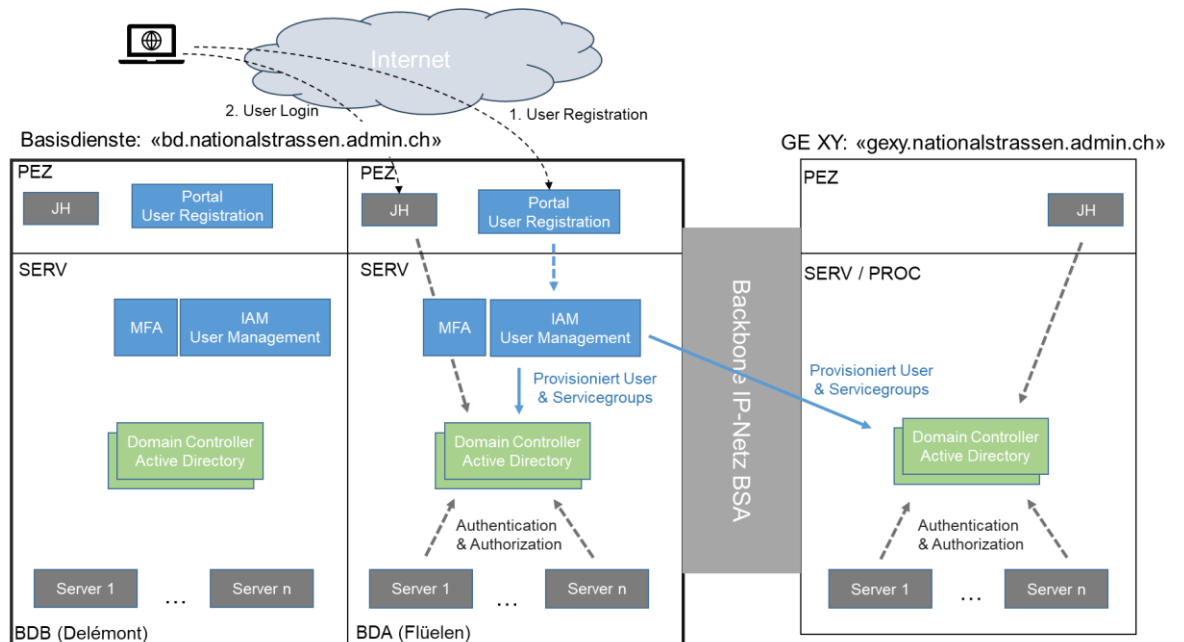 Internet
2. User Login
1. User Registration
Basisdienste: «bd.nationalstrassen.admin.ch»
GE XY: «gexy.nationalstrassen.admin.ch»
PEZ
JH
Portal
User Registration
PEZ
JH
Portal
User Registration
PEZ
JH
SERV
MFA
IAM
User Management
Domain Controller
Active Directory
Server 1
...
Server n
BDB (Delémont)
SERV
MFA
IAM
User Management
Provisioniert User
& Servicegroups
Domain Controller
Active Directory
Authentication
& Authorization
Server 1
...
Server n
BDA (Flüelen)
Backbone IP-Netz BSA
SERV / PROC
Provisioniert User
& Servicegroups
Domain Controller
Active Directory
Authentication
& Authorization
Server 1
...
Server n